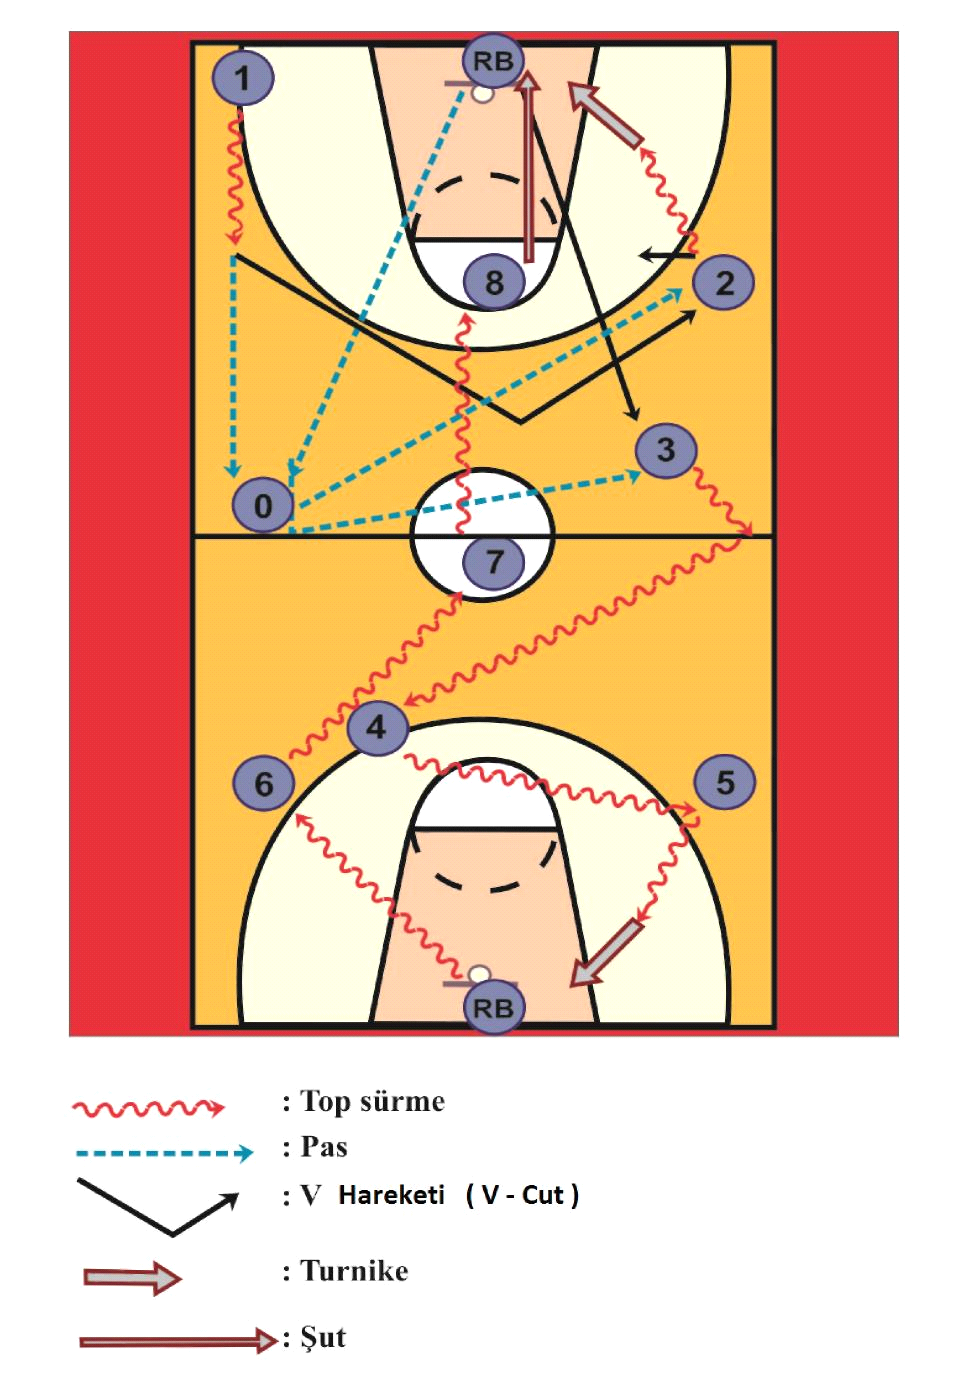 RB
1
8
2
3
0
7
4
6
5
RB
: Top sürme
: Pas
: V Hareketi ( V - Cut )
: Turnike
: Şut